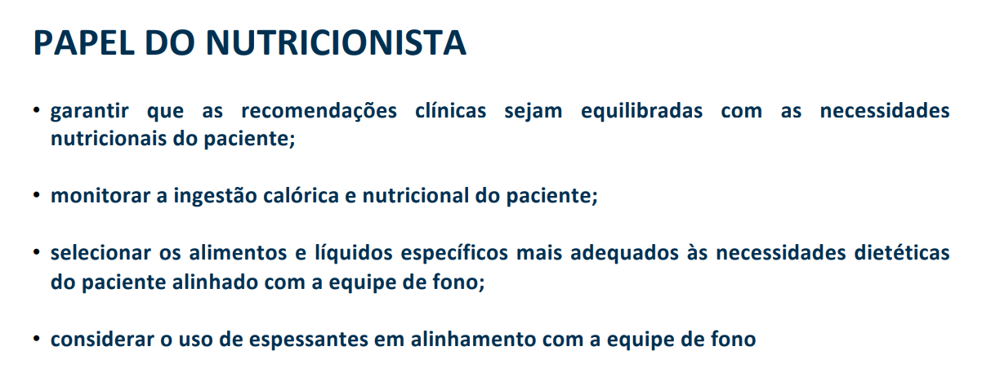 PAPEL DO NUTRICIONISTA
• garantir que as recomendações clínicas sejam equilibradas com as necessidades
nutricionais do paciente;
• monitorar a ingestão calórica e nutricional do paciente;
• selecionar os alimentos e líquidos específicos mais adequados às necessidades dietéticas
do paciente alinhado com a equipe de fono;
• considerar o uso de espessantes em alinhamento com a equipe de fono